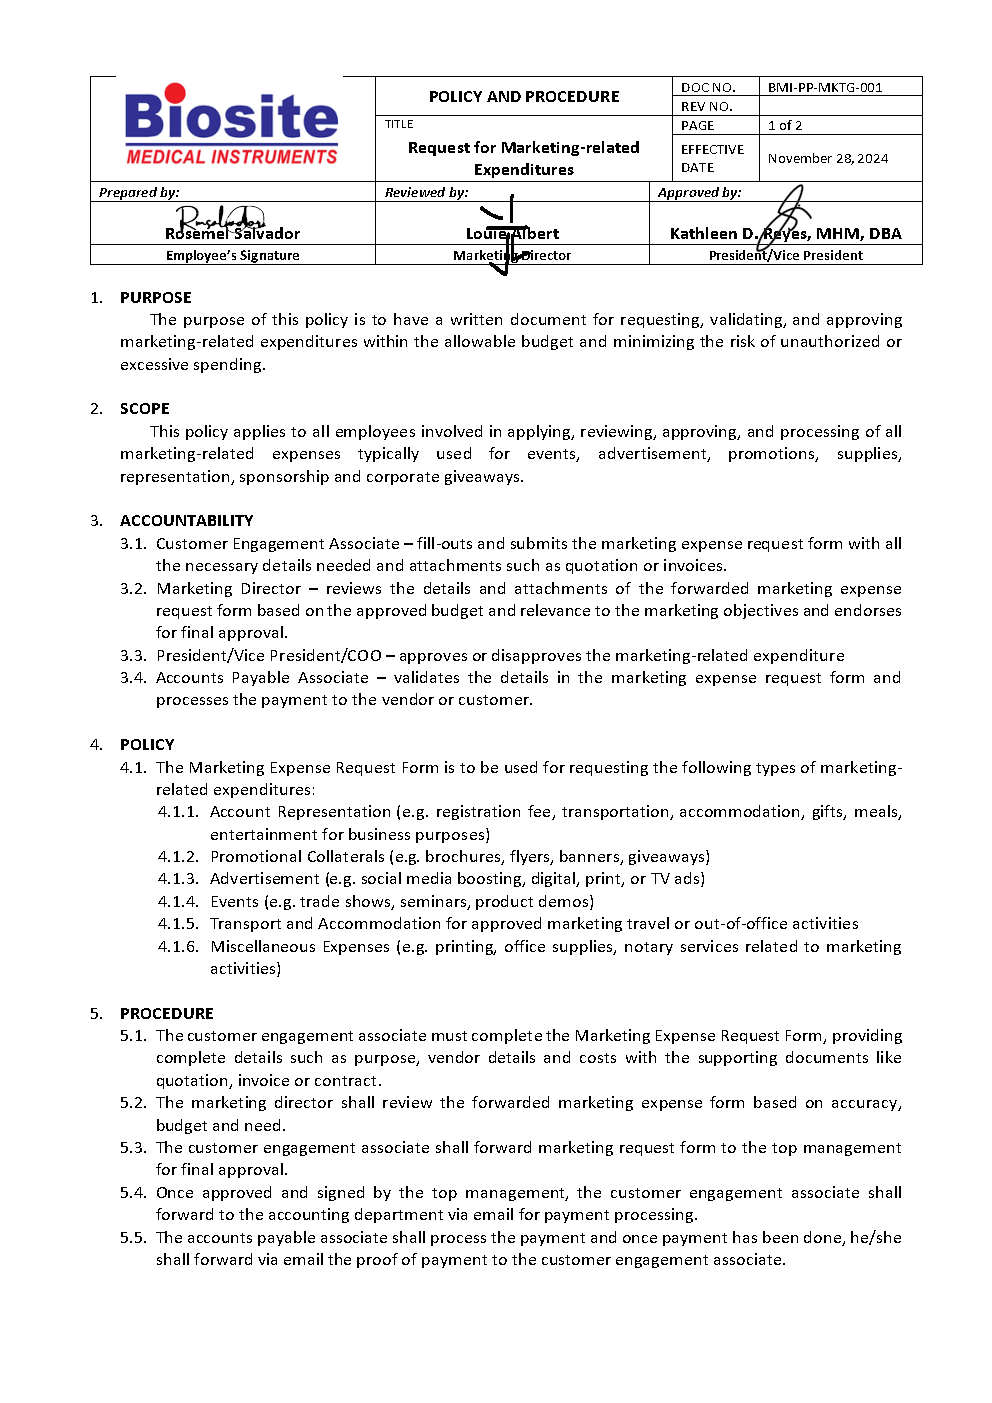 Biosite
MEDICAL INSTRUMENTS
POLICY AND PROCEDURE
DOC NO. BMI-PP-MKTG-001
REV NO.
TITLE
Request for Marketing-related
Expenditures
PAGE 1 of 2
EFFECTIVE
DATE November 28, 2024
Prepared by: Reviewed by: Approved by:
Rosemel Salvador Louie Albert Kathleen D. Reyes, MHM, DBA
Employee's Signature Marketing Director President/Vice President
1. PURPOSE
The purpose of this policy is to have a written document for requesting, validating, and approving
marketing-related expenditures within the allowable budget and minimizing the risk of unauthorized or
excessive spending.
2. SCOPE
This policy applies to all employees involved in applying, reviewing, approving, and processing of all
marketing-related expenses typically used for events, advertisement, promotions, supplies,
representation, sponsorship and corporate giveaways.
3. ACCOUNTABILITY
3.1. Customer Engagement Associate – fill-outs and submits the marketing expense request form with all
the necessary details needed and attachments such as quotation or invoices.
3.2. Marketing Director – reviews the details and attachments of the forwarded marketing expense
request form based on the approved budget and relevance to the marketing objectives and endorses
for final approval.
3.3. President/Vice President/COO – approves or disapproves the marketing-related expenditure
3.4. Accounts Payable Associate – validates the details in the marketing expense request form and
processes the payment to the vendor or customer.
4. POLICY
4.1. The Marketing Expense Request Form is to be used for requesting the following types of marketing-
related expenditures:
4.1.1. Account Representation (e.g. registration fee, transportation, accommodation, gifts, meals,
entertainment for business purposes)
4.1.2. Promotional Collaterals (e.g. brochures, flyers, banners, giveaways)
4.1.3. Advertisement (e.g. social media boosting, digital, print, or TV ads)
4.1.4. Events (e.g. trade shows, seminars, product demos)
4.1.5. Transport and Accommodation for approved marketing travel or out-of-office activities
4.1.6. Miscellaneous Expenses (e.g. printing, office supplies, notary services related to marketing
activities)
5. PROCEDURE
5.1. The customer engagement associate must complete the Marketing Expense Request Form, providing
complete details such as purpose, vendor details and costs with the supporting documents like
quotation, invoice or contract.
5.2. The marketing director shall review the forwarded marketing expense form based on accuracy,
budget and need.
5.3. The customer engagement associate shall forward marketing request form to the top management
for final approval.
5.4. Once approved and signed by the top management, the customer engagement associate shall
forward to the accounting department via email for payment processing.
5.5. The accounts payable associate shall process the payment and once payment has been done, he/she
shall forward via email the proof of payment to the customer engagement associate.